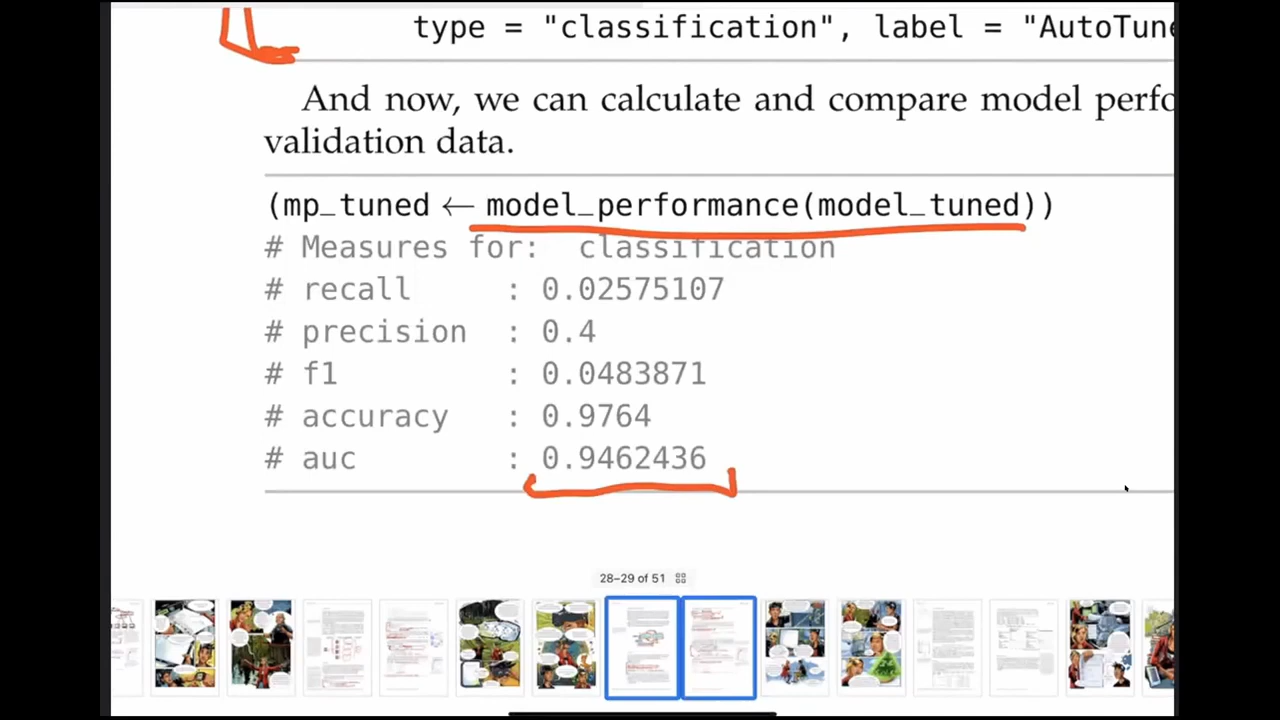 type = "classification", label = "AutoTune
And now, we can calculate and compare model perfo
validation data.
(mp_tuned ← model_performance(model_tuned))
# Measures for:  classification
# recall     : 0.02575107
# precision  : 0.4
# f1         : 0.0483871
# accuracy   : 0.9764
# auc        : 0.9462436
28–29 of 51